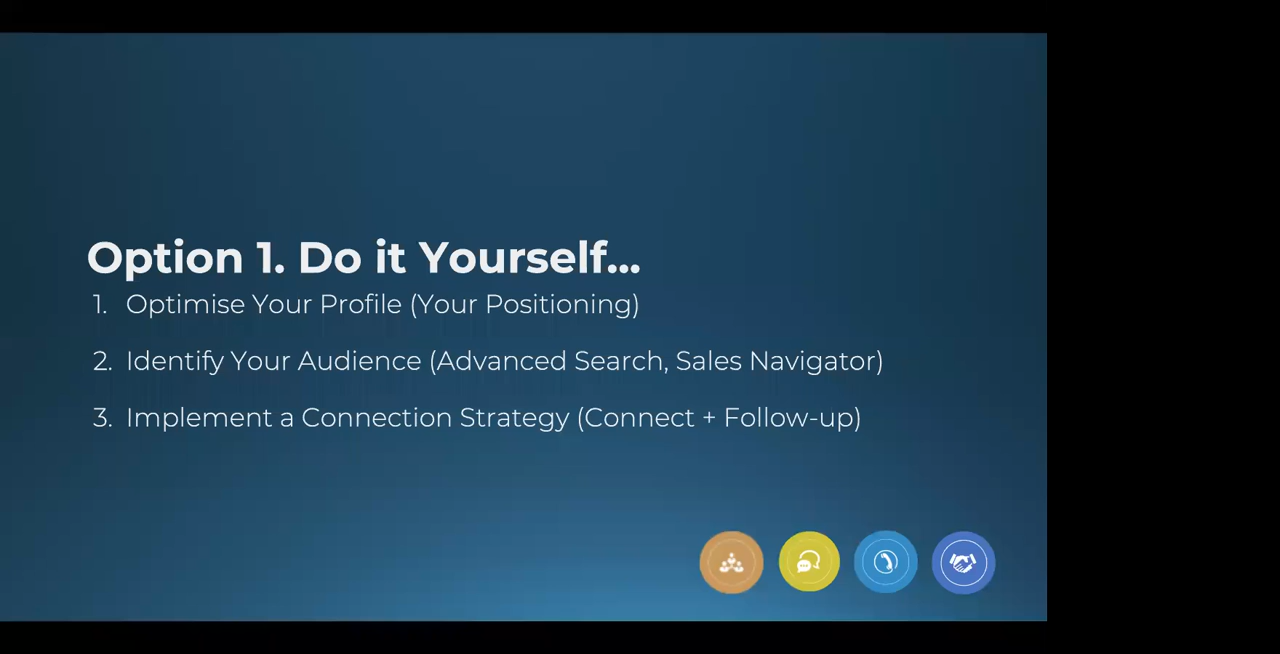 Option 1. Do it Yourself...
1. Optimise Your Profile (Your Positioning)
2. Identify Your Audience (Advanced Search, Sales Navigator)
3. Implement a Connection Strategy (Connect + Follow-up)